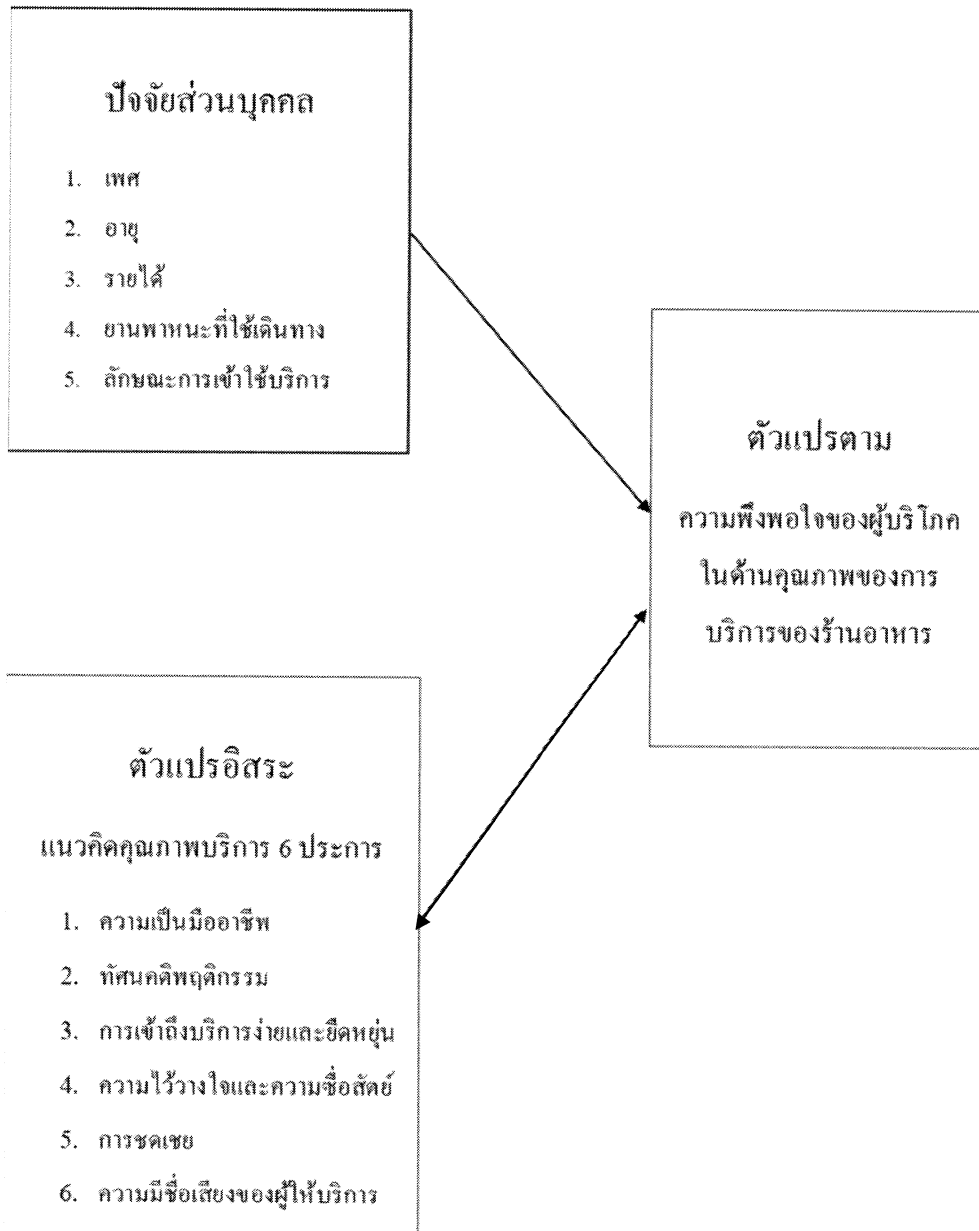 ปัจจัยส่วนบุคคล
1. เพศ
2. อายุ
3. รายได้
4. ยานพาหนะที่ใช้เดินทาง
5. ลักษณะการเข้าใช้บริการ
ตัวแปรตาม
ความพึงพอใจของผู้บริโภค
ในด้านคุณภาพของการ
บริการของร้านอาหาร
ตัวแปรอิสระ
แนวคิดคุณภาพบริการ 6 ประการ
1. ความเป็นมืออาชีพ
2. ทัศนคติพฤติกรรม
3. การเข้าถึงบริการง่ายและยืดหยุ่น
4. ความไว้วางใจและความซื่อสัตย์
5. การชดเชย
6. ความมีชื่อเสียงของผู้ให้บริการ